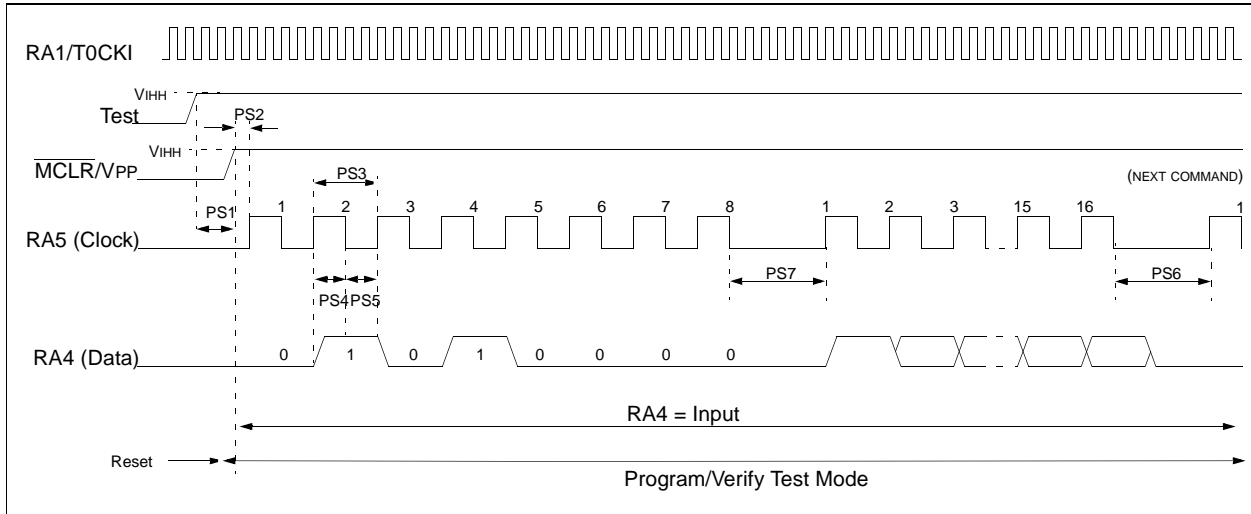 RA1/T0CKI
VIHH
Test
PS2
VIHH
MCLR/VPP
PS3
(NEXT COMMAND)
PS1
1 2 3 4 5 6 7 8 1 2 3 15 16 1
RA5 (Clock)
PS7 PS6
PS4 PS5
RA4 (Data)
0 1 0 1 0 0 0 0
RA4 = Input
Reset
Program/Verify Test Mode